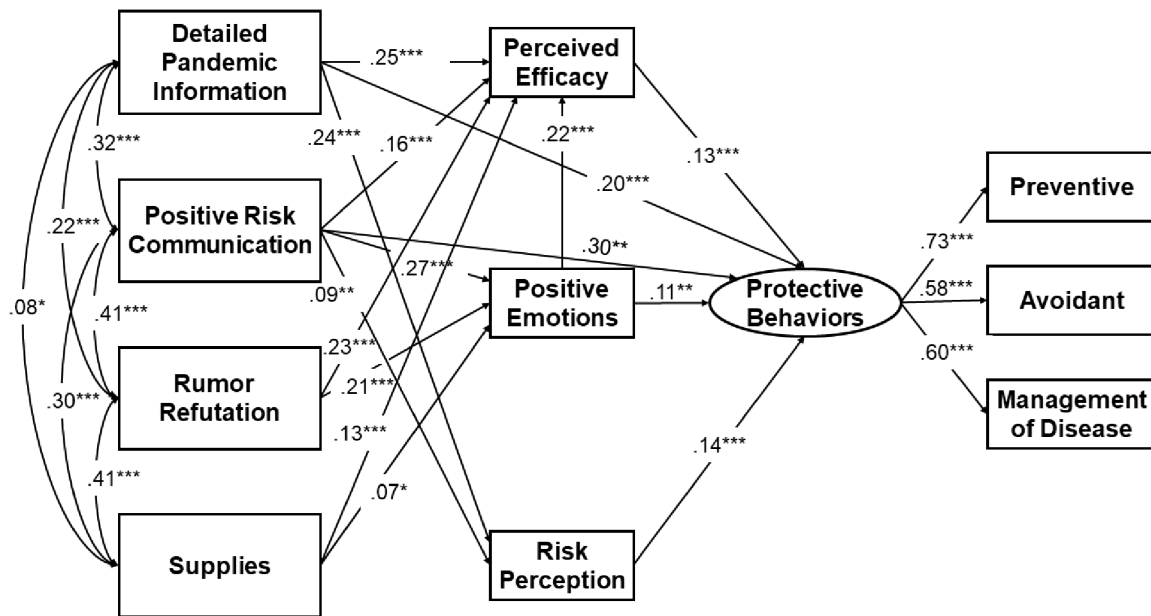 Detailed
Pandemic
Information
Perceived
Efficacy
.25***
.32***
.24***
.16***
.22***
.13***
.20***
Preventive
Positive Risk
Communication
.22***
.30**
.73***
.27***
.09**
Positive
Emotions
.11**
Protective
Behaviors
.58***
Avoidant
.08*
.41***
.23***
.60***
Rumor
Refutation
.21***
.30***
.13***
Management
of Disease
.14***
.41***
.07*
Supplies
Risk
Perception